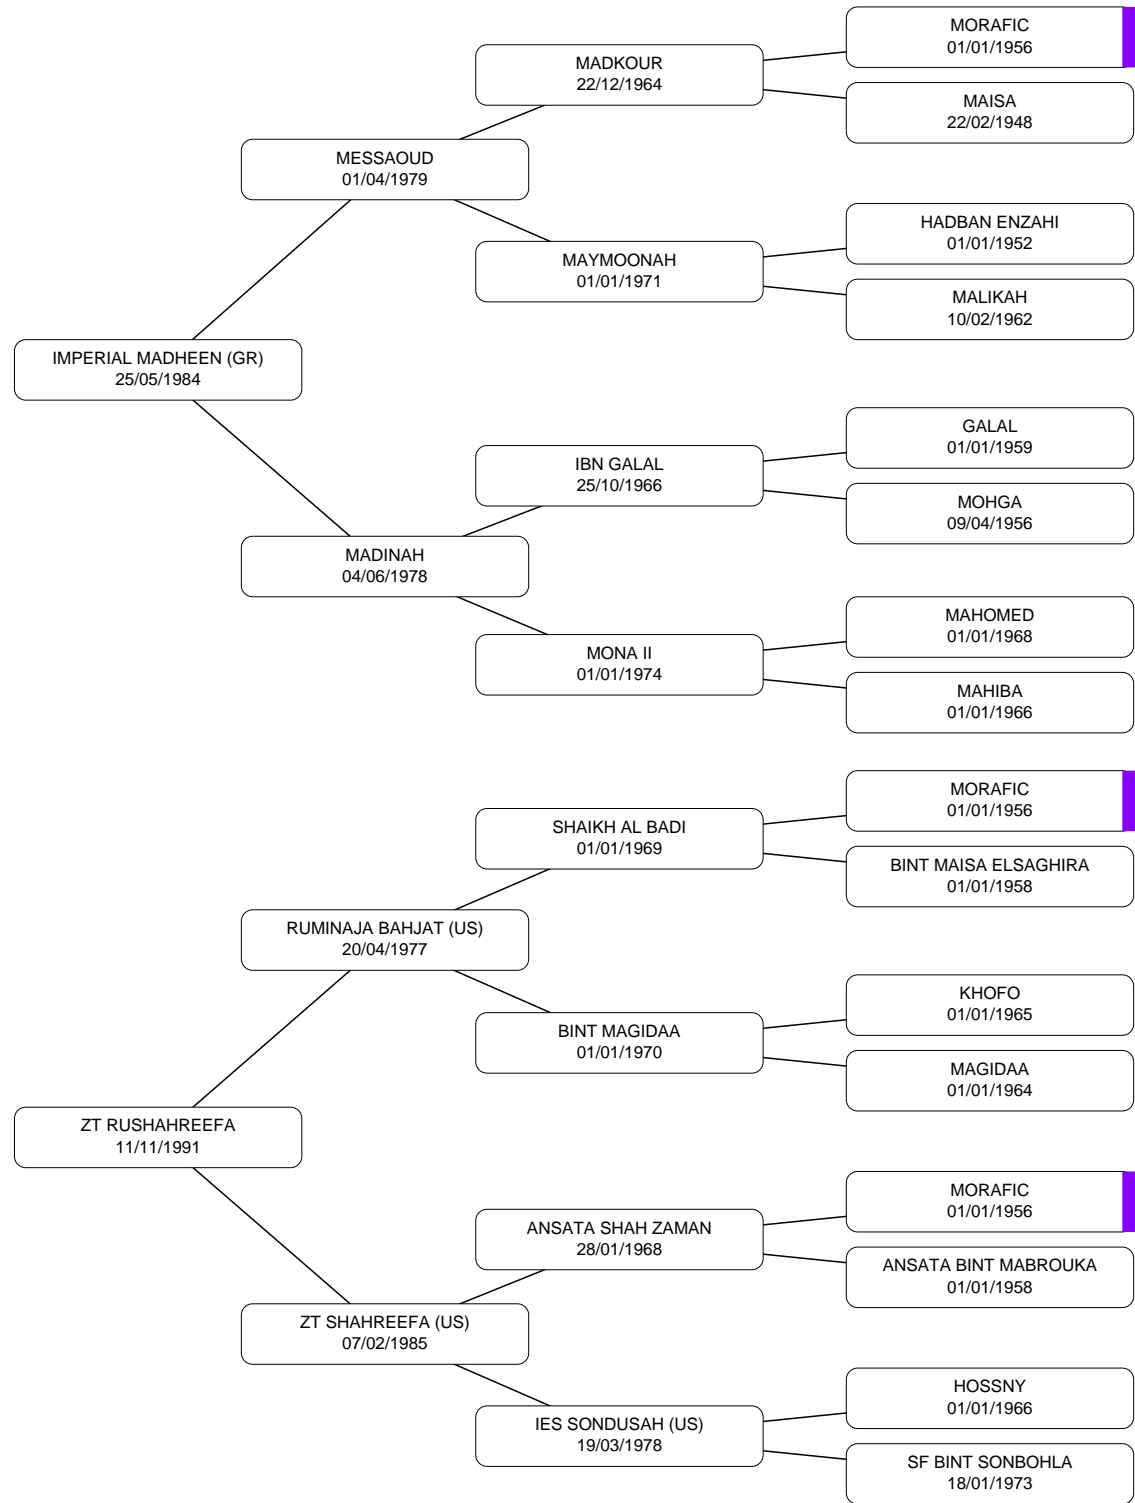 MORAFIC
01/01/1956
MADKOUR
22/12/1964
MAISA
22/02/1948
MESSAOUD
01/04/1979
HADBAN ENZAHI
01/01/1952
MAYMOONAH
01/01/1971
MALIKAH
10/02/1962
IMPERIAL MADHEEN (GR)
25/05/1984
GALAL
01/01/1959
IBN GALAL
25/10/1966
MOHGA
09/04/1956
MADINAH
04/06/1978
MAHOMED
01/01/1968
MONA II
01/01/1974
MAHIBA
01/01/1966
MORAFIC
01/01/1956
SHAIKH AL BADI
01/01/1969
BINT MAISA ELSAGHIRA
01/01/1958
RUMINAJA BAHJAT (US)
20/04/1977
KHOFO
01/01/1965
BINT MAGIDAA
01/01/1970
MAGIDAA
01/01/1964
ZT RUSHAHREEFA
11/11/1991
MORAFIC
01/01/1956
ANSATA SHAH ZAMAN
28/01/1968
ANSATA BINT MABROUKA
01/01/1958
ZT SHAHREEFA (US)
07/02/1985
HOSSNY
01/01/1966
IES SONDUSAH (US)
19/03/1978
SF BINT SONBOHLA
18/01/1973